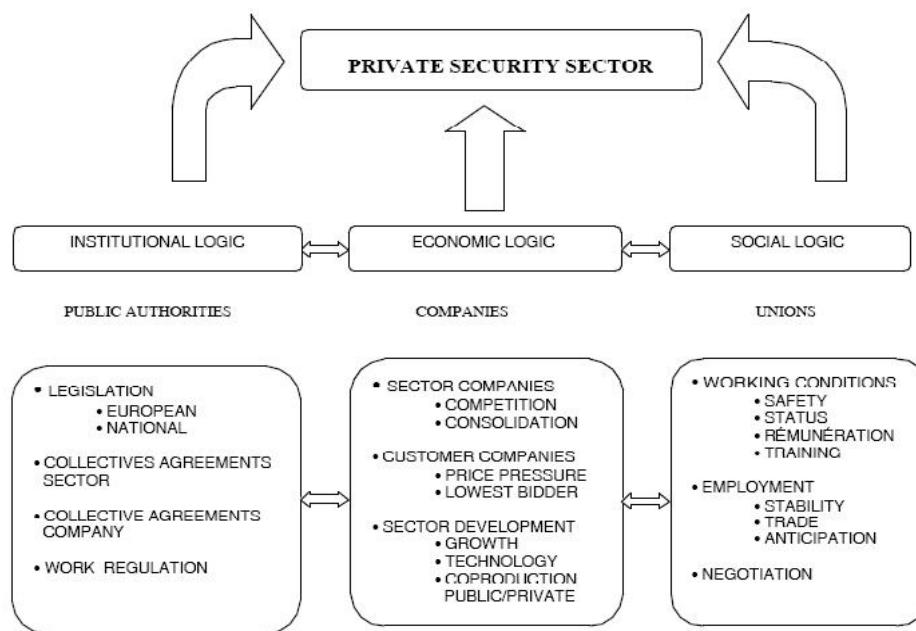 PRIVATE SECURITY SECTOR
INSTITUTIONAL LOGIC
ECONOMIC LOGIC
SOCIAL LOGIC
PUBLIC AUTHORITIES
COMPANIES
UNIONS
• LEGISLATION
• EUROPEAN
• NATIONAL
• COLLECTIVES AGREEMENTS
SECTOR
• COLLECTIVE AGREEMENTS
COMPANY
• WORK REGULATION
• SECTOR COMPANIES
• COMPETITION
• CONSOLIDATION
• CUSTOMER COMPANIES
• PRICE PRESSURE
• LOWEST BIDDER
• SECTOR DEVELOPMENT
• GROWTH
• TECHNOLOGY
• COPRODUCTION
PUBLIC/PRIVATE
• WORKING CONDITIONS
• SAFETY
• STATUS
• RÉMUNÉRATION
• TRAINING
• EMPLOYMENT
• STABILITY
• TRADE
• ANTICIPATION
• NEGOTIATION